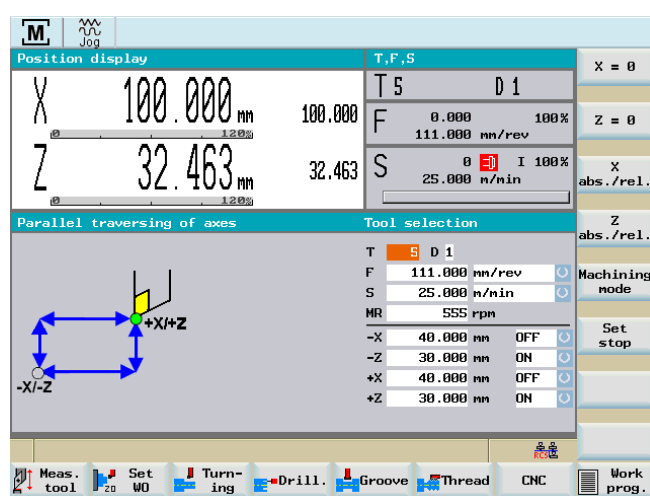 M
Jog
Position display
T,F,S
X = 0
X 100.000 mm 100.000
0 120%
T 5 D 1
F 0.000 100%
111.000 mm/rev
Z = 0
Z 32.463 mm 32.463
0 120%
S 0 I 100%
25.000 m/min
X
abs./rel.
Z
abs./rel.
Parallel traversing of axes
Tool selection
T 5 D 1
F 111.000 mm/rev
S 25.000 m/min
MR 555 rpm
-X 40.000 mm OFF
-Z 30.000 mm ON
+X 40.000 mm OFF
+Z 30.000 mm ON
+X/+Z
-X/-Z
Machining
mode
Set
stop
RCS
Meas.
tool
Z0
Set
WO
Turn-
ing
Drill.
Groove
Thread
CNC
Work
prog.